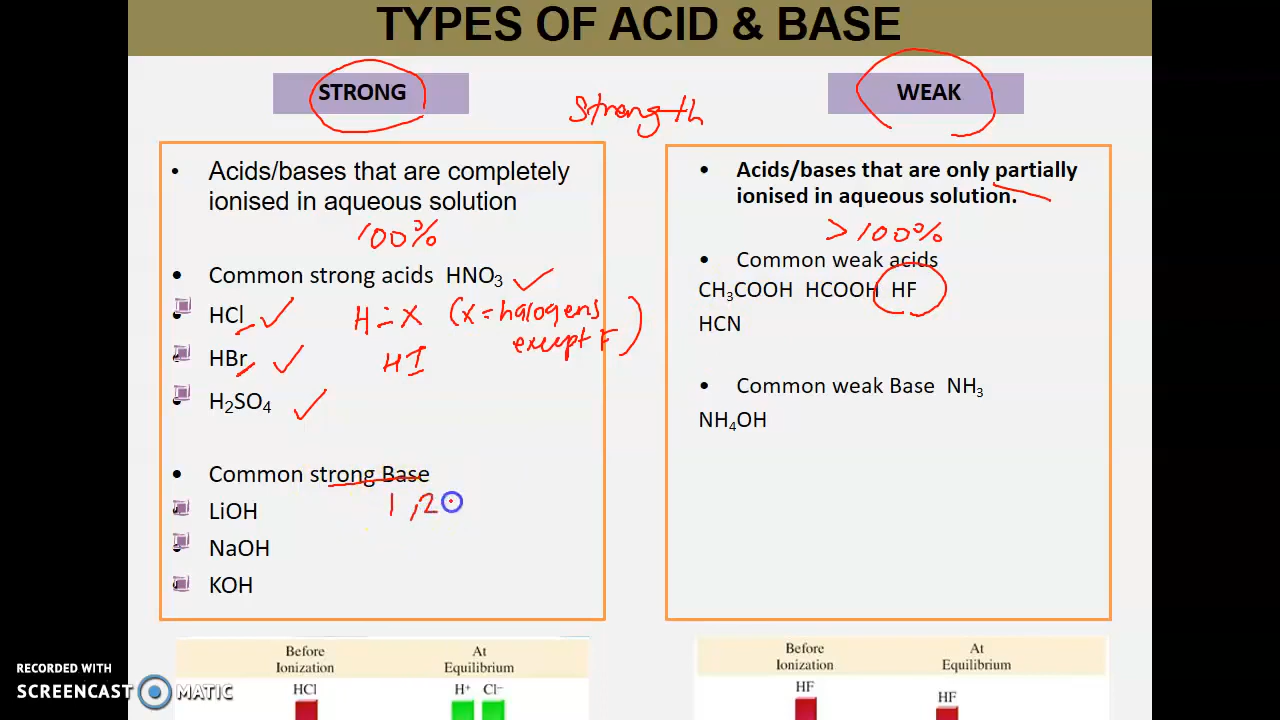 TYPES OF ACID & BASE
STRONG
Strength
WEAK
• Acids/bases that are completely
ionised in aqueous solution
100%
• Common strong acids HNO₃
• HCl
H – X (X = halogens
except F)
• HBr
HI
• H₂SO₄
• Common strong Base
1 , 2
LiOH
NaOH
KOH
• Acids/bases that are only partially
ionised in aqueous solution.
> 100%
• Common weak acids
CH₃COOH HCOOH HF
HCN
• Common weak Base NH₃
NH₄OH
Before
Ionization
At
Equilibrium
HCl
H⁺ Cl⁻
Before
Ionization
At
Equilibrium
HF
HF
RECORDED WITH
SCREENCAST MATIC